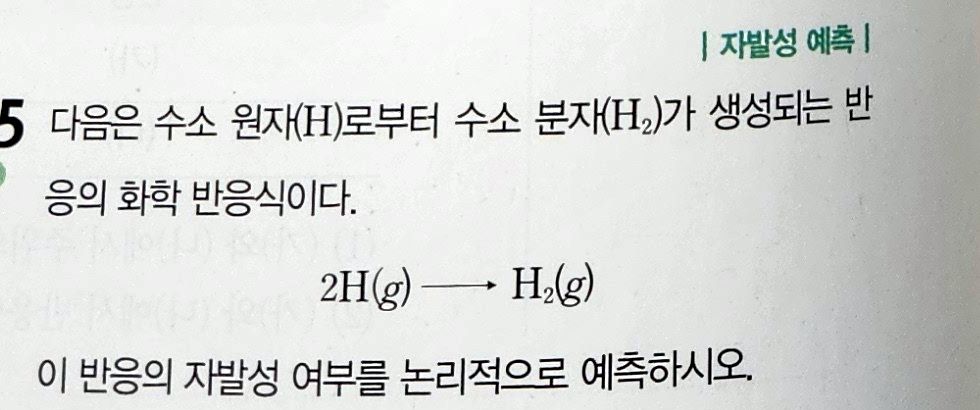 | 자발성 예측 |
5 다음은 수소 원자(H)로부터 수소 분자(H₂)가 생성되는 반
응의 화학 반응식이다.
2H(g) ⟶ H₂(g)
이 반응의 자발성 여부를 논리적으로 예측하시오.